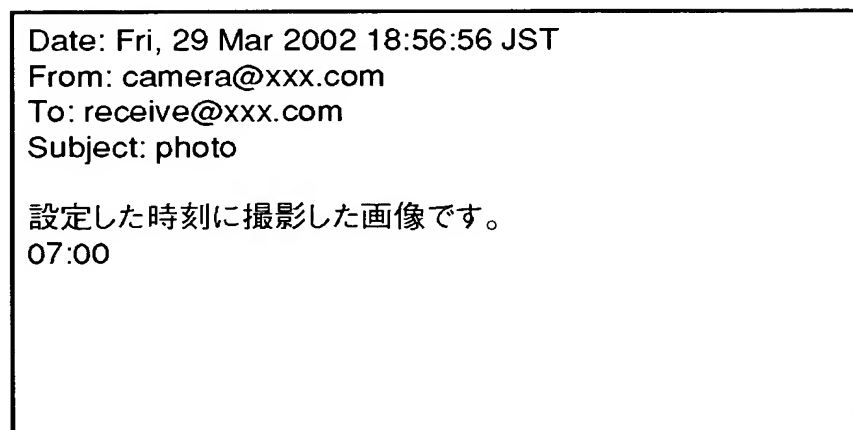 Date: Fri, 29 Mar 2002 18:56:56 JST
From: camera@xxx.com
To: receive@xxx.com
Subject: photo
設定した時刻に撮影した画像です。
07:00